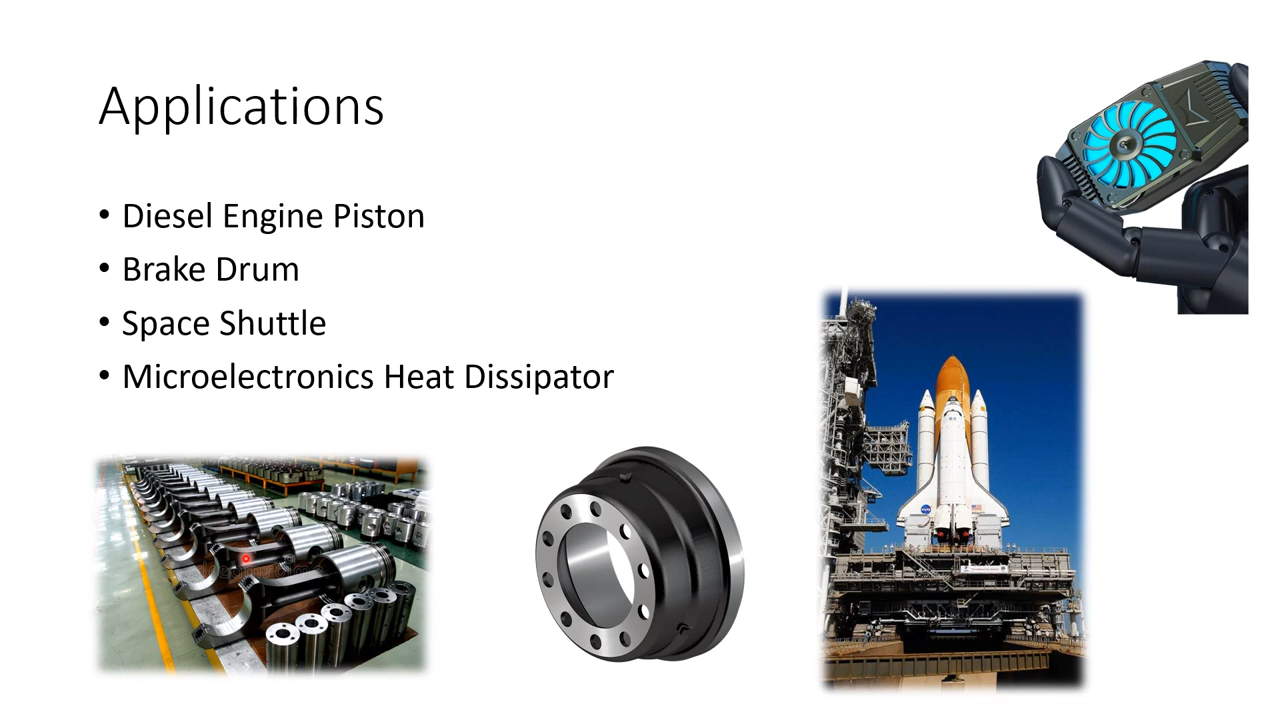 Applications
• Diesel Engine Piston
• Brake Drum
• Space Shuttle
• Microelectronics Heat Dissipator